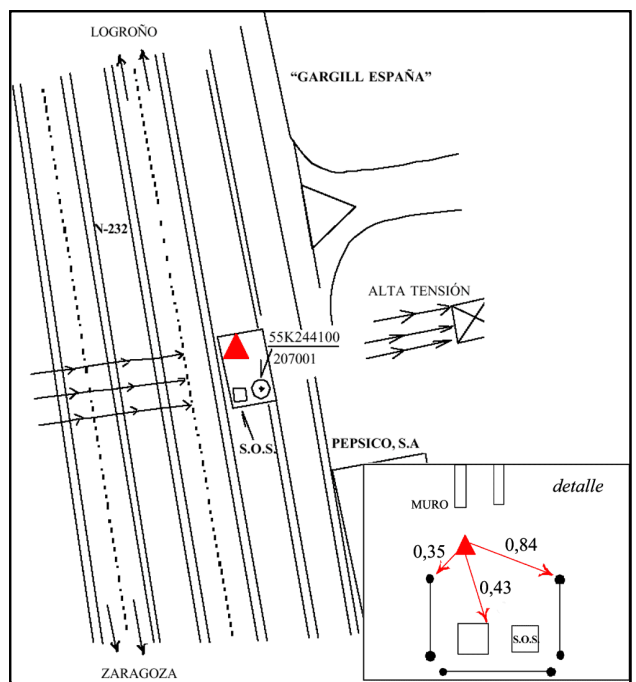 LOGROÑO
“GARGILL ESPAÑA”
N-232
ALTA TENSIÓN
55K244100
207001
S.O.S.
PEPSICO, S.A
detalle
MURO
0,35
0,84
0,43
S.O.S.
ZARAGOZA